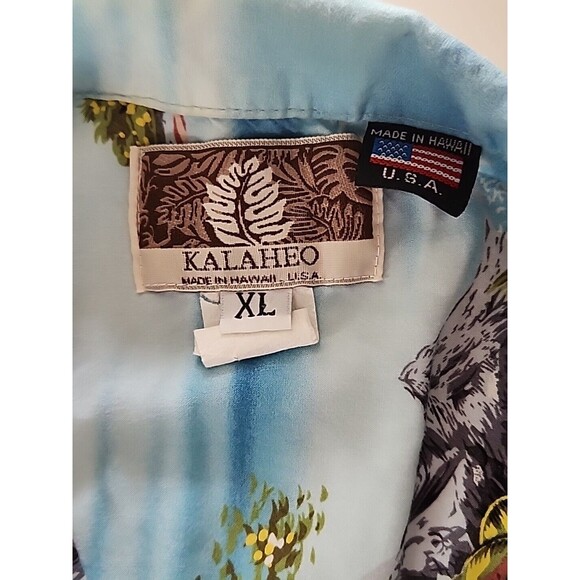 MADE IN HAWAII
U.S.A.
KALAHEO
MADE IN HAWAII U.S.A.
XL